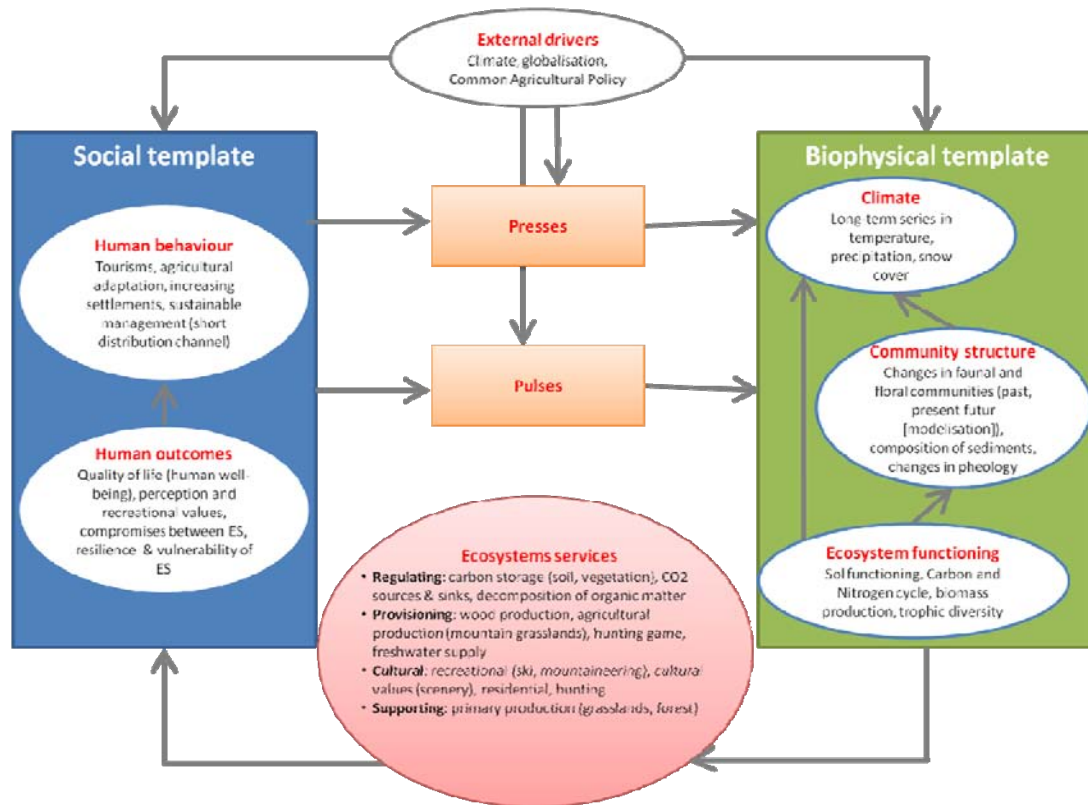 External drivers
Climate, globalisation,
Common Agricultural Policy
Social template
Human behaviour
Tourisms, agricultural
adaptation, increasing
settlements, sustainable
management (short
distribution channel)
Human outcomes
Quality of life (human well-
being), perception and
recreational values,
compromises between ES,
resilience & vulnerability of
ES
Presses
Pulses
Biophysical template
Climate
Long-term series in
temperature,
precipitation, snow
cover
Community structure
Changes in faunal and
floral communities (past,
present futur
[modelisation]),
composition of sediments,
changes in pheology
Ecosystem functioning
Sol functioning, Carbon and
Nitrogen cycle, biomass
production, trophic diversity
Ecosystems services
• Regulating: carbon storage (soil, vegetation), CO2
sources & sinks, decomposition of organic matter
• Provisioning: wood production, agricultural
production (mountain grasslands), hunting game,
freshwater supply
• Cultural: recreational (ski, mountaineering), cultural
values (scenery), residential, hunting
• Supporting: primary production (grasslands, forest)